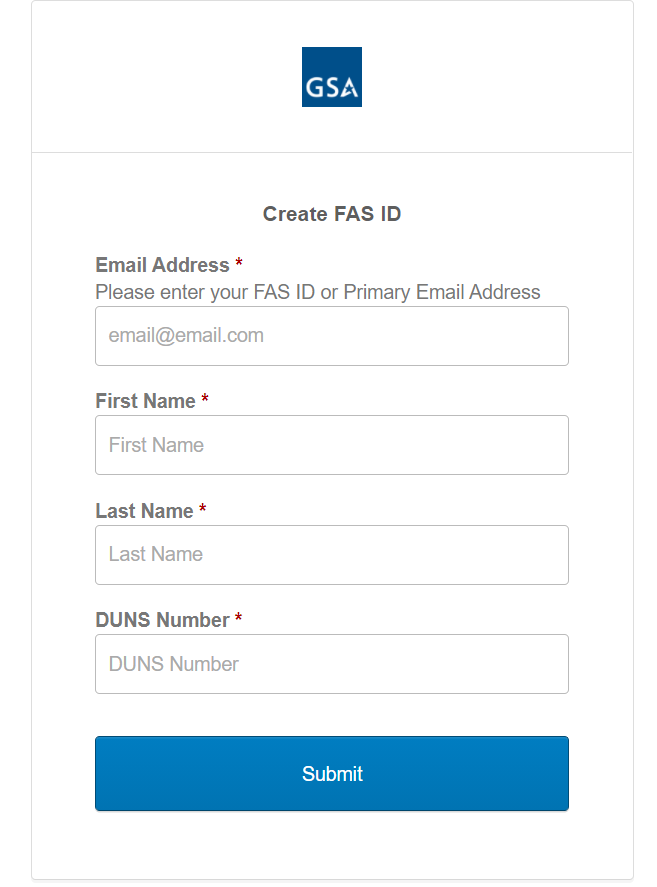 GSA
Create FAS ID
Email Address *
Please enter your FAS ID or Primary Email Address
email@email.com
First Name *
First Name
Last Name *
Last Name
DUNS Number *
DUNS Number
Submit